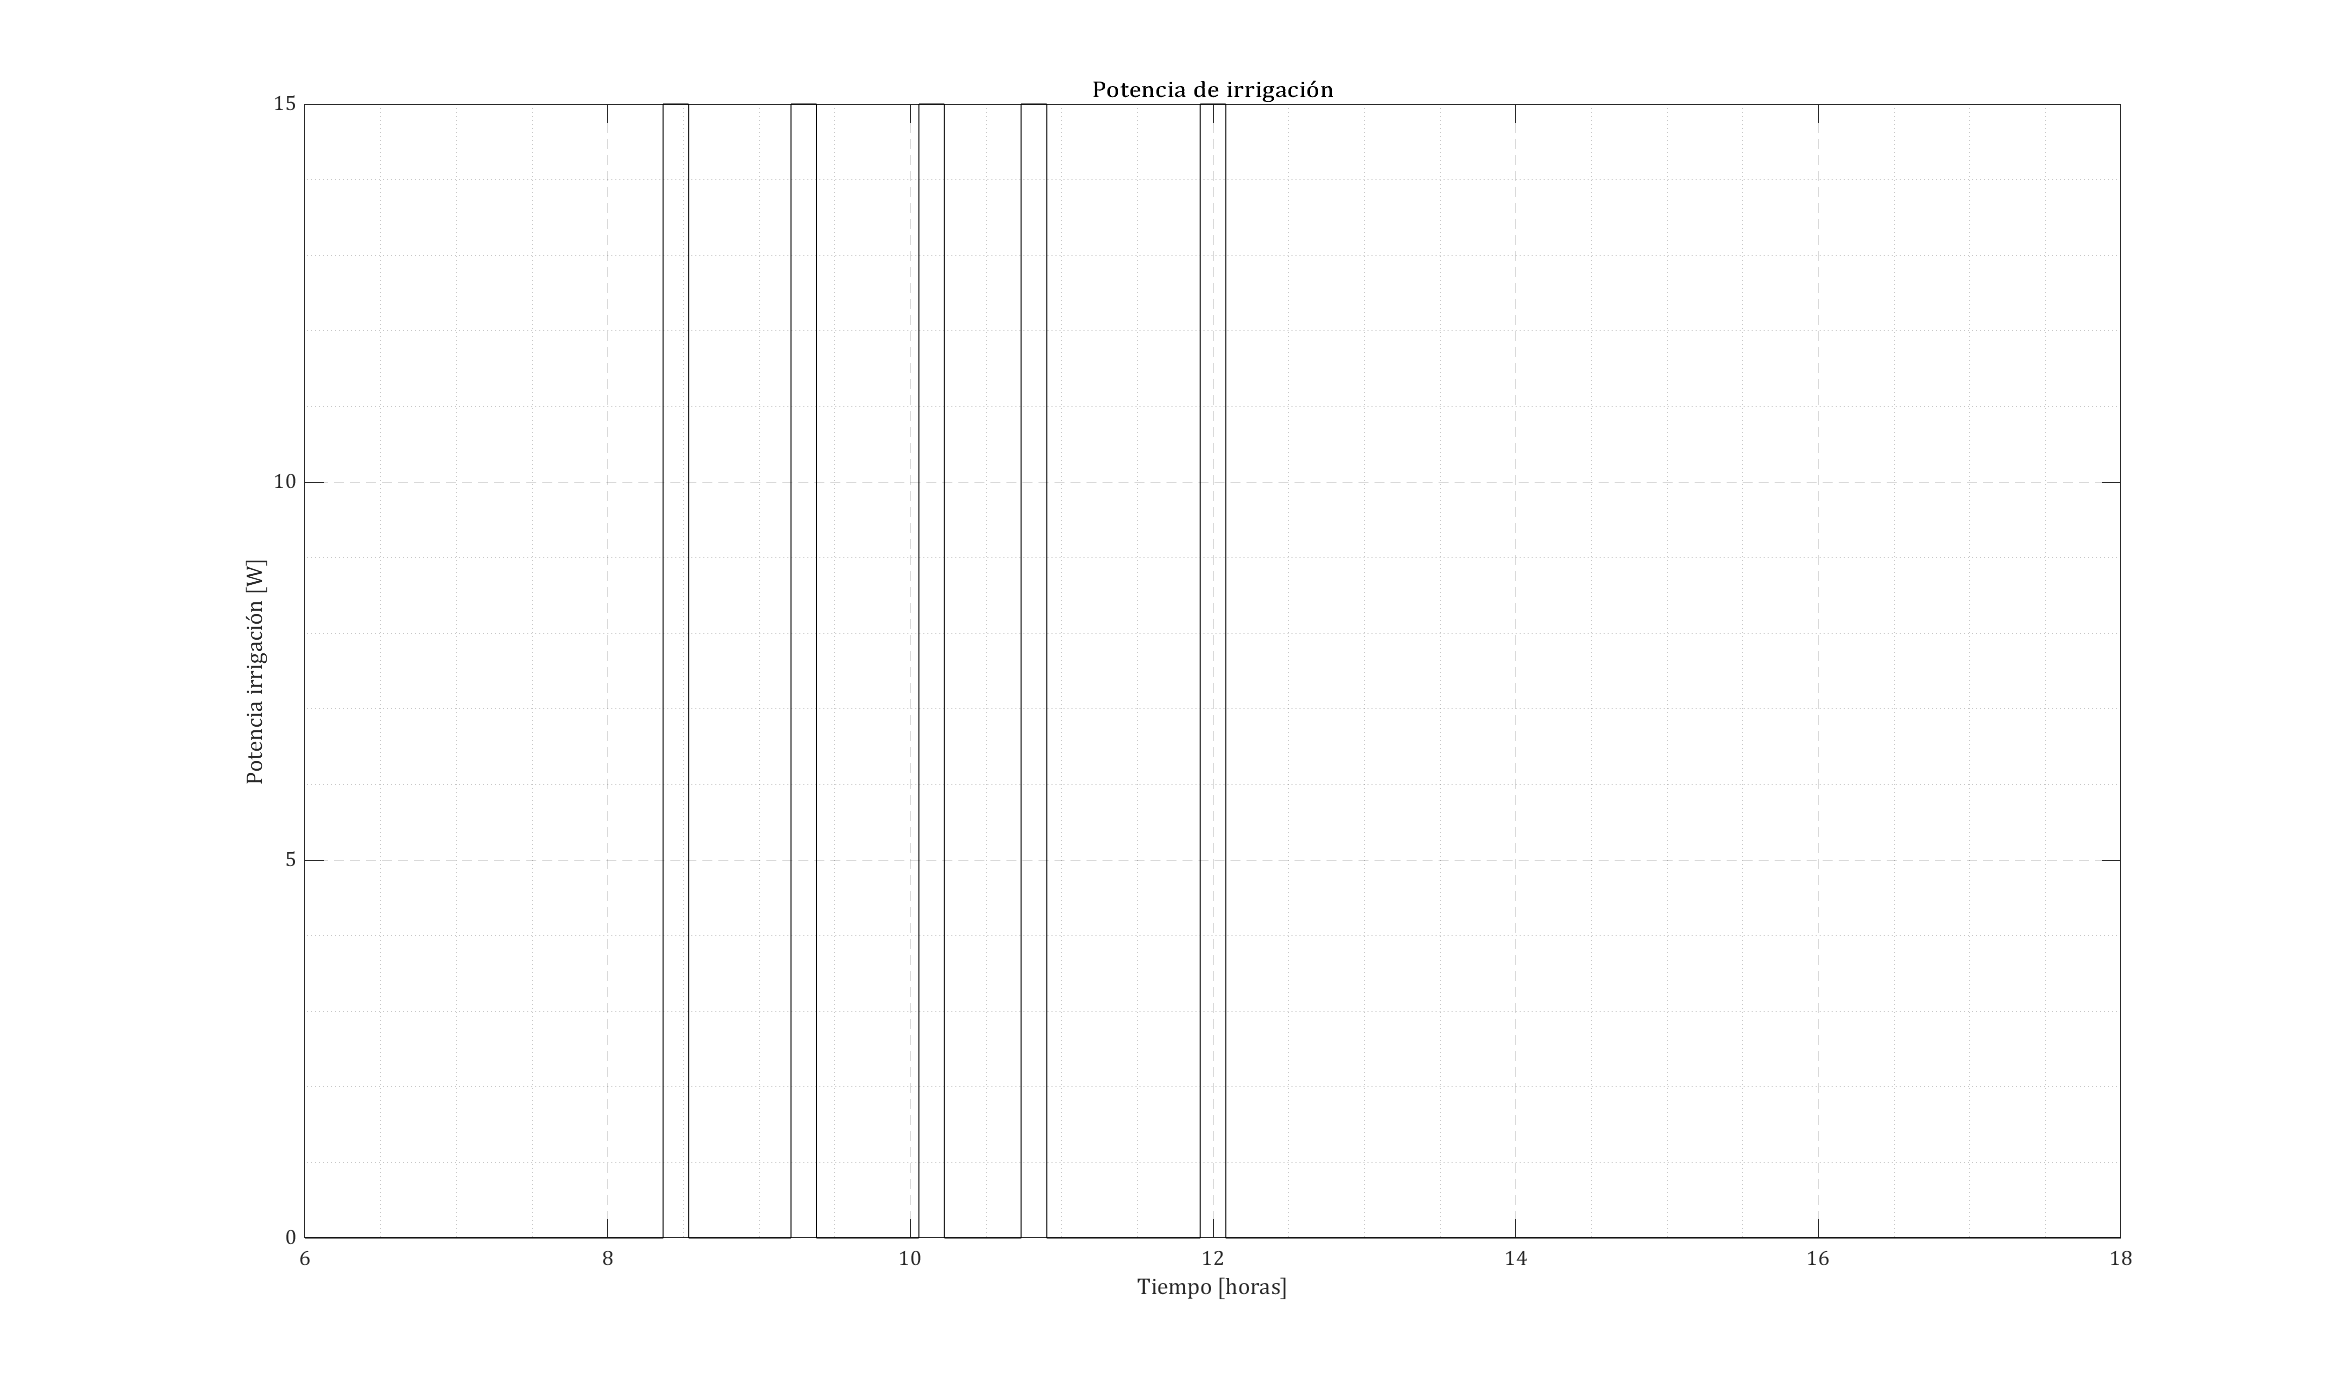 Potencia de irrigación
15
10
5
0
Potencia irrigación [W]
6 8 10 12 14 16 18
Tiempo [horas]